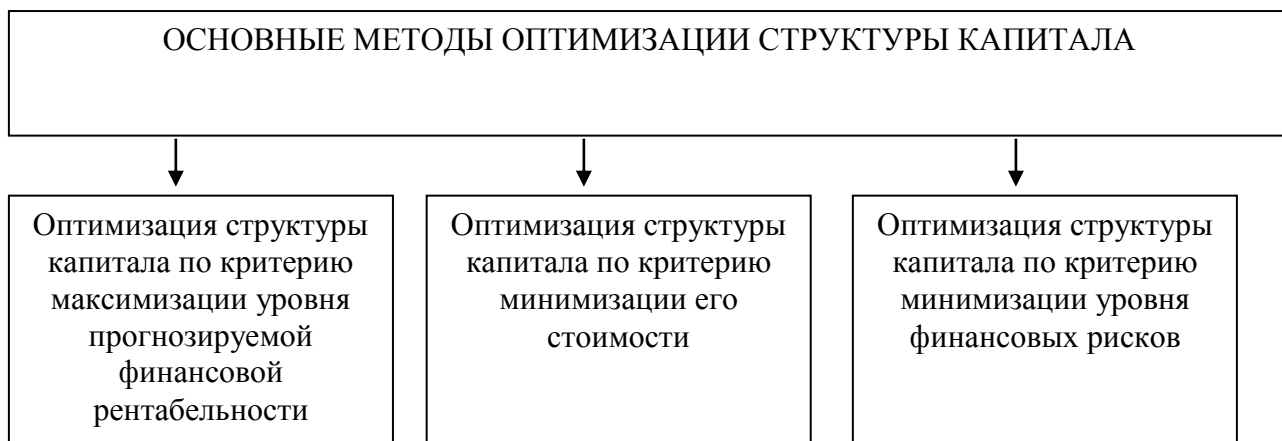 ОСНОВНЫЕ МЕТОДЫ ОПТИМИЗАЦИИ СТРУКТУРЫ КАПИТАЛА
Оптимизация структуры
капитала по критерию
максимизации уровня
прогнозируемой
финансовой
рентабельности
Оптимизация структуры
капитала по критерию
минимизации его
стоимости
Оптимизация структуры
капитала по критерию
минимизации уровня
финансовых рисков